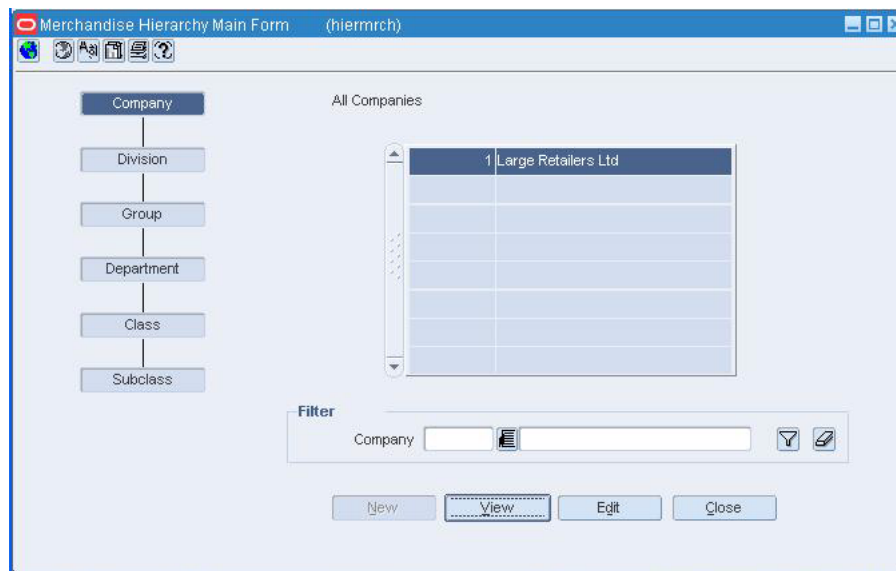 Merchandise Hierarchy Main Form (hiermrch)
Company
Division
Group
Department
Class
Subclass
All Companies
1 Large Retailers Ltd
Filter
Company
New View Edit Close